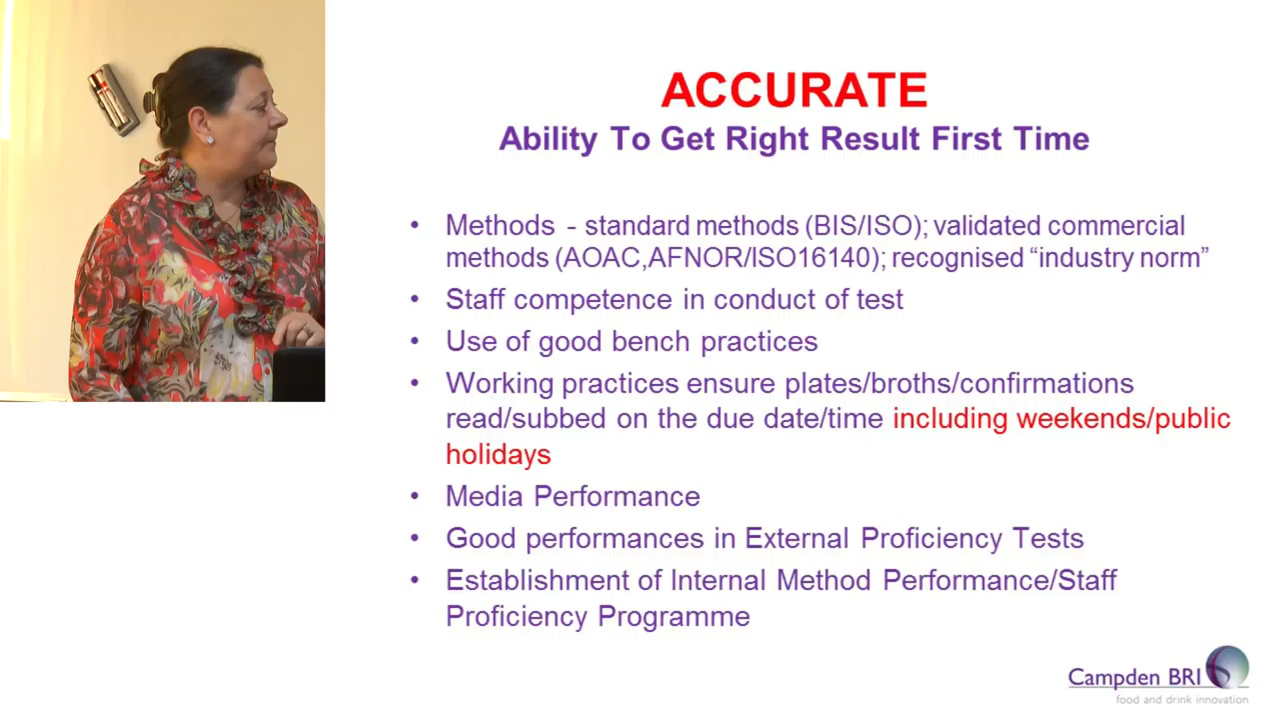 ACCURATE
Ability To Get Right Result First Time
• Methods - standard methods (BIS/ISO); validated commercial
methods (AOAC,AFNOR/ISO16140); recognised “industry norm”
• Staff competence in conduct of test
• Use of good bench practices
• Working practices ensure plates/broths/confirmations
read/subbed on the due date/time including weekends/public
holidays
• Media Performance
• Good performances in External Proficiency Tests
• Establishment of Internal Method Performance/Staff
Proficiency Programme
Campden BRI
food and drink innovation